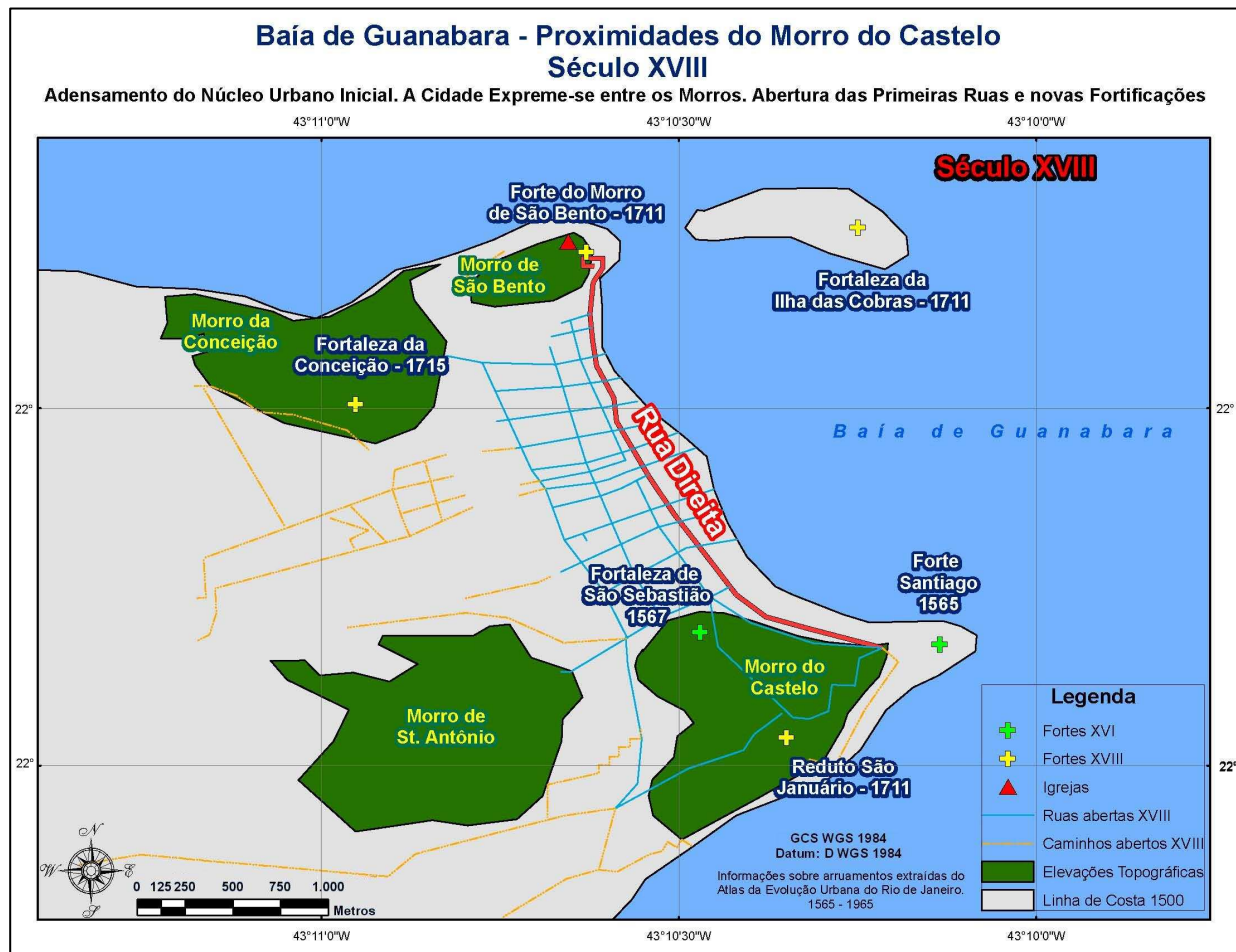 Baía de Guanabara - Proximidades do Morro do Castelo
Século XVIII
Adensamento do Núcleo Urbano Inicial. A Cidade Expreme-se entre os Morros. Abertura das Primeiras Ruas e novas Fortificações
43°11'0"W
43°10'30"W
43°10'0"W
Século XVIII
Forte do Morro
de São Bento - 1711
Morro de
São Bento
Fortaleza da
Ilha das Cobras - 1711
Morro da
Conceição
Fortaleza da
Conceição - 1715
22°
22°
Baía de Guanabara
Rua Direita
Fortaleza de
São Sebastião
1567
Forte
Santiago
1565
Morro do
Castelo
Morro de
St. Antônio
Reduto São
Januário - 1711
22°
22°
Legenda
Fortes XVI
Fortes XVIII
Igrejas
Ruas abertas XVIII
Caminhos abertos XVIII
Elevações Topográficas
Linha de Costa 1500
GCS WGS 1984
Datum: D WGS 1984
Informações sobre arruamentos extraídas do
Atlas da Evolução Urbana do Rio de Janeiro.
1565 - 1965
N
W
E
S
0 125 250 500 750 1.000
Metros
43°11'0"W
43°10'30"W
43°10'0"W